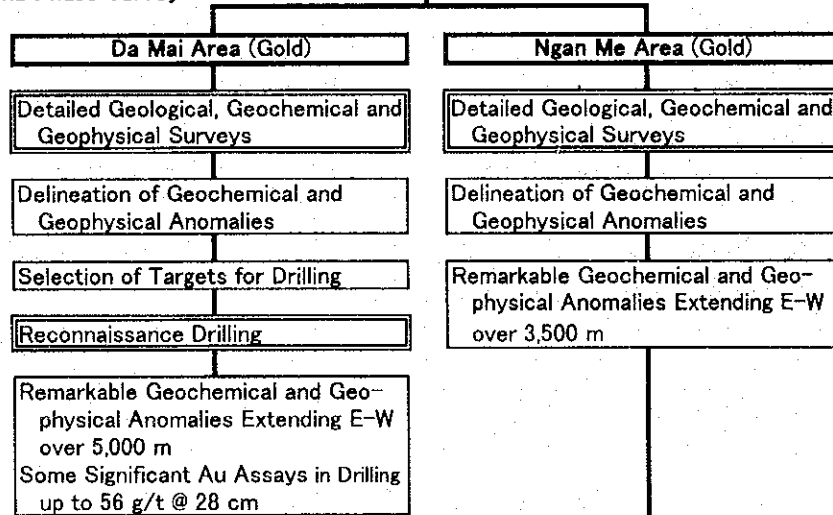 Da Mai Area (Gold)
Detailed Geological, Geochemical and
Geophysical Surveys
Delineation of Geochemical and
Geophysical Anomalies
Selection of Targets for Drilling
Reconnaissance Drilling
Remarkable Geochemical and Geo-
physical Anomalies Extending E-W
over 5,000 m
Some Significant Au Assays in Drilling
up to 56 g/t @ 28 cm
Ngan Me Area (Gold)
Detailed Geological, Geochemical and
Geophysical Surveys
Delineation of Geochemical and
Geophysical Anomalies
Remarkable Geochemical and Geo-
physical Anomalies Extending E-W
over 3,500 m